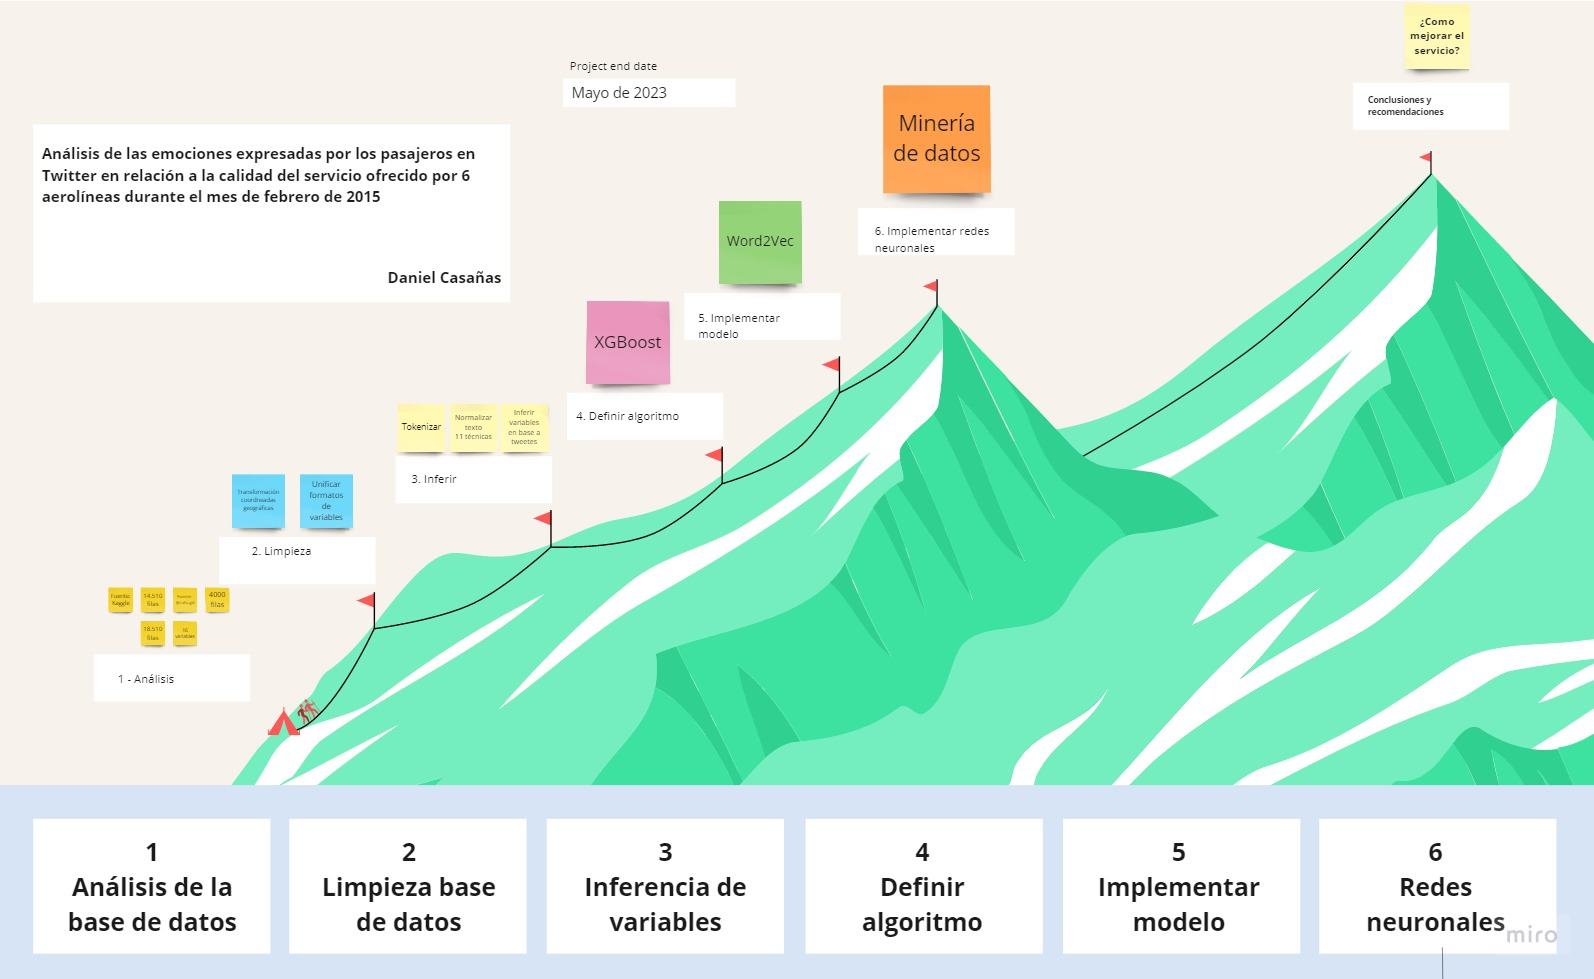 ¿Como
mejorar el
servicio?
Project end date
Mayo de 2023
Conclusiones y
recomendaciones
Minería
de datos
Análisis de las emociones expresadas por los pasajeros en
Twitter en relación a la calidad del servicio ofrecido por 6
aerolíneas durante el mes de febrero de 2015
Daniel Casañas
6. Implementar redes
neuronales
Word2Vec
5. Implementar
modelo
XGBoost
4. Definir algoritmo
Tokenizar
Normalizar
texto
11 técnicas
Inferir
variables
en base a
tweetes
3. Inferir
Transformación
coordneadas
geográficas
Unificar
formatos
de
variables
2. Limpieza
Fuente:
Kaggle
14.510
filas
4000
filas
18.510
filas
variables
1 - Análisis
1
Análisis de la
base de datos
2
Limpieza base
de datos
3
Inferencia de
variables
4
Definir
algoritmo
5
Implementar
modelo
6
Redes
neuronales
miro